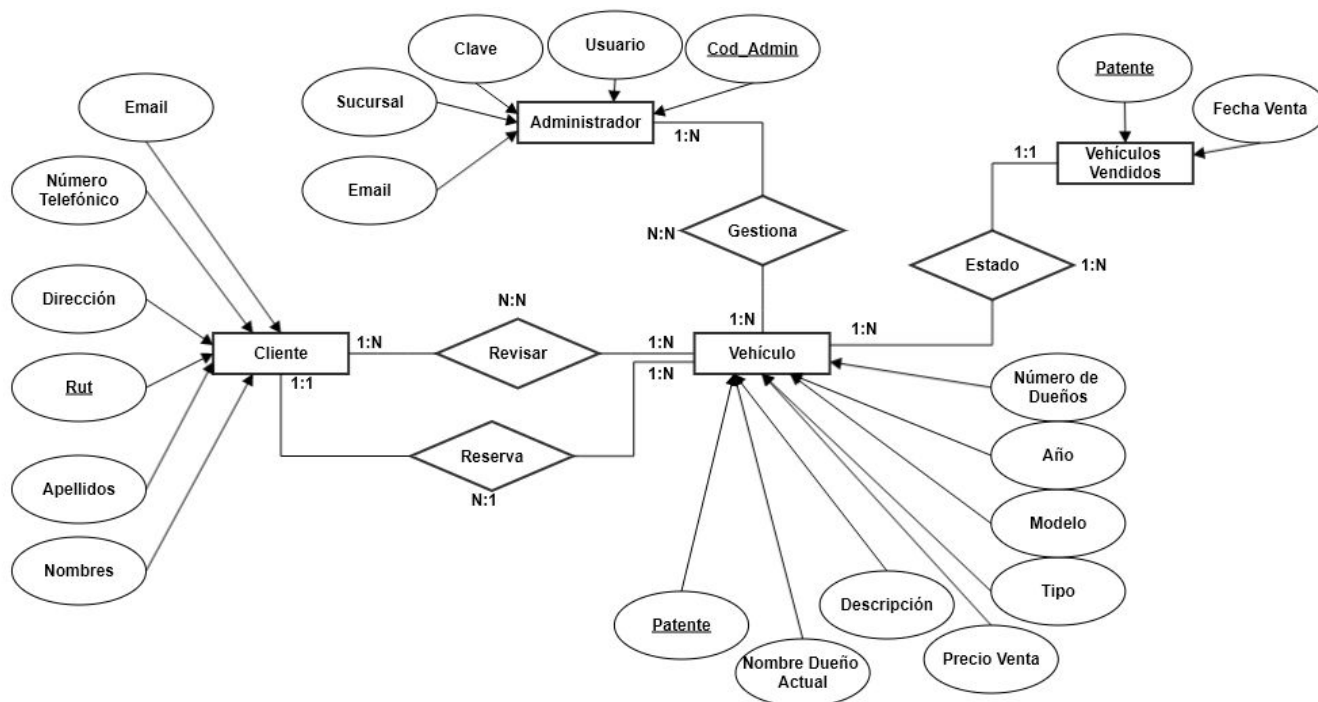 Clave
Usuario
Cod_Admin
Patente
Email
Sucursal
Administrador
Fecha Venta
1:N
1:1
Vehículos
Vendidos
Número
Telefónico
Email
N:N
Gestiona
Estado
1:N
Dirección
N:N
1:N
1:N
Cliente
1:N
Revisar
1:N
Vehículo
1:1
1:N
Rut
Número de
Dueños
Reserva
Año
N:1
Apellidos
Modelo
Nombres
Tipo
Descripción
Patente
Precio Venta
Nombre Dueño
Actual